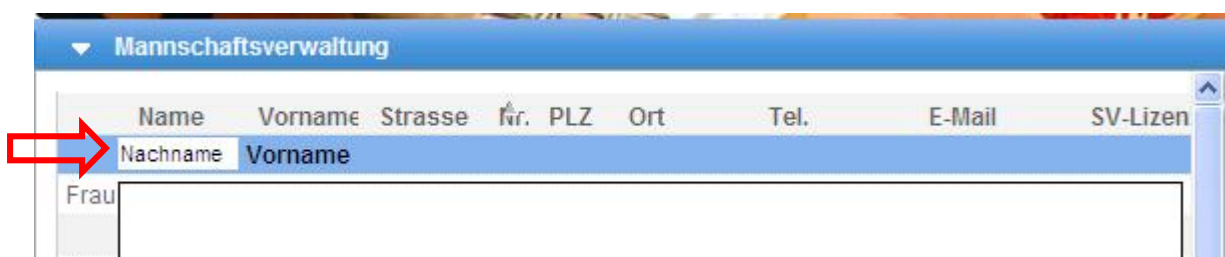 Mannschaftsverwaltung
Name Vorname Strasse Nr. PLZ Ort Tel. E-Mail SV-Lizen
Nachname Vorname
Frau